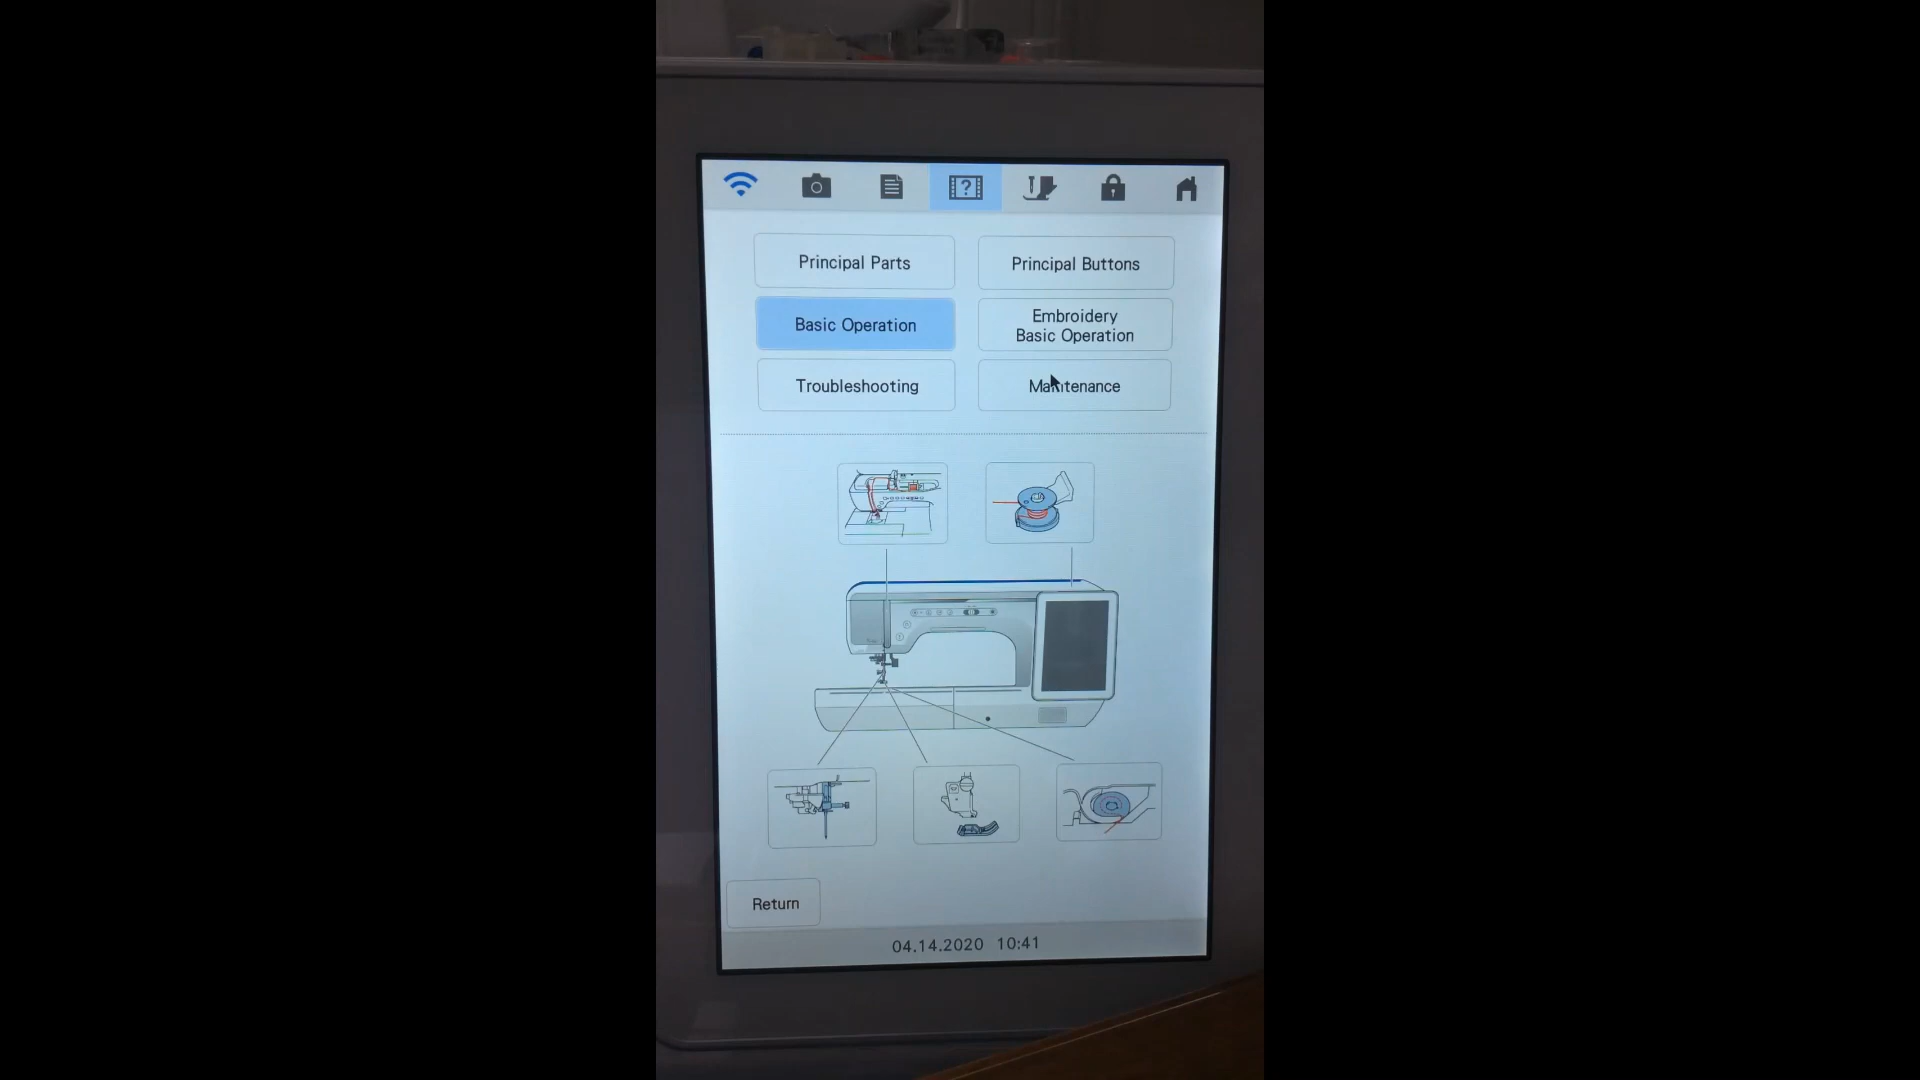 Principal Parts
Principal Buttons
Basic Operation
Embroidery
Basic Operation
Troubleshooting
Maintenance
Return
04.14.2020 10:41